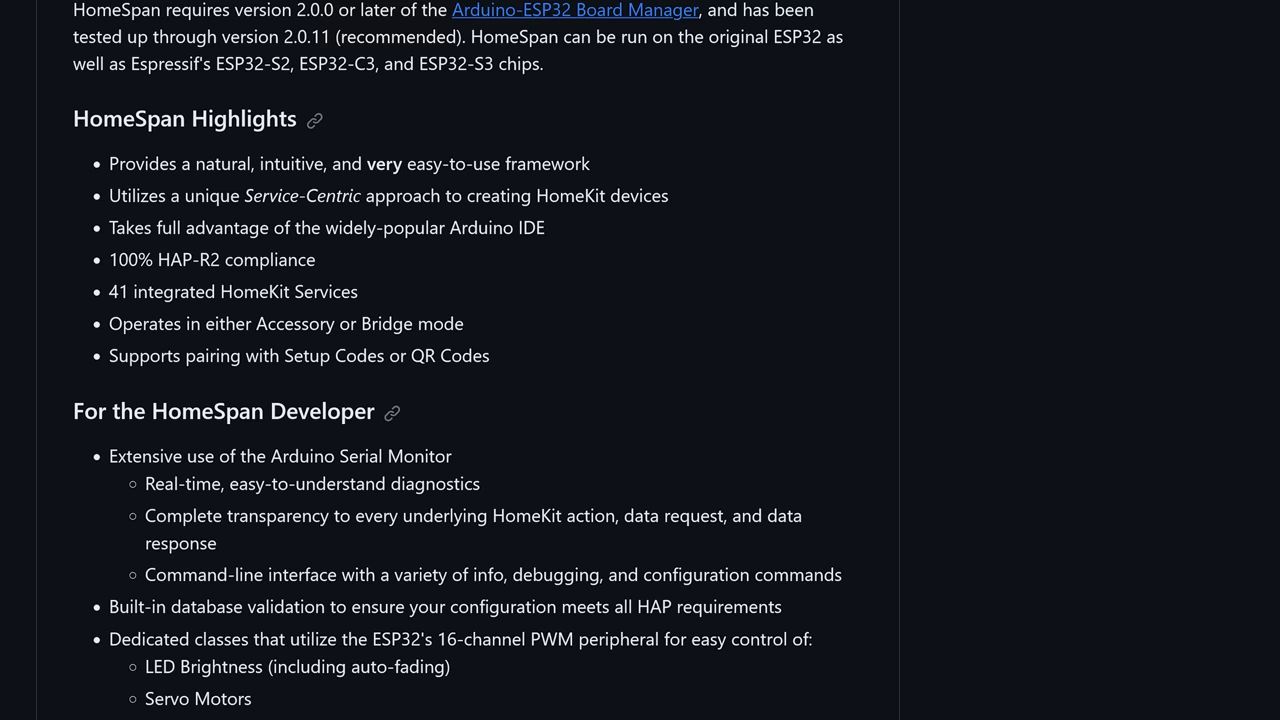 HomeSpan requires version 2.0.0 or later of the Arduino-ESP32 Board Manager, and has been
tested up through version 2.0.11 (recommended). HomeSpan can be run on the original ESP32 as
well as Espressif's ESP32-S2, ESP32-C3, and ESP32-S3 chips.
HomeSpan Highlights
Provides a natural, intuitive, and very easy-to-use framework
Utilizes a unique Service-Centric approach to creating HomeKit devices
Takes full advantage of the widely-popular Arduino IDE
100% HAP-R2 compliance
41 integrated HomeKit Services
Operates in either Accessory or Bridge mode
Supports pairing with Setup Codes or QR Codes
For the HomeSpan Developer
Extensive use of the Arduino Serial Monitor
Real-time, easy-to-understand diagnostics
Complete transparency to every underlying HomeKit action, data request, and data
response
Command-line interface with a variety of info, debugging, and configuration commands
Built-in database validation to ensure your configuration meets all HAP requirements
Dedicated classes that utilize the ESP32's 16-channel PWM peripheral for easy control of:
LED Brightness (including auto-fading)
Servo Motors